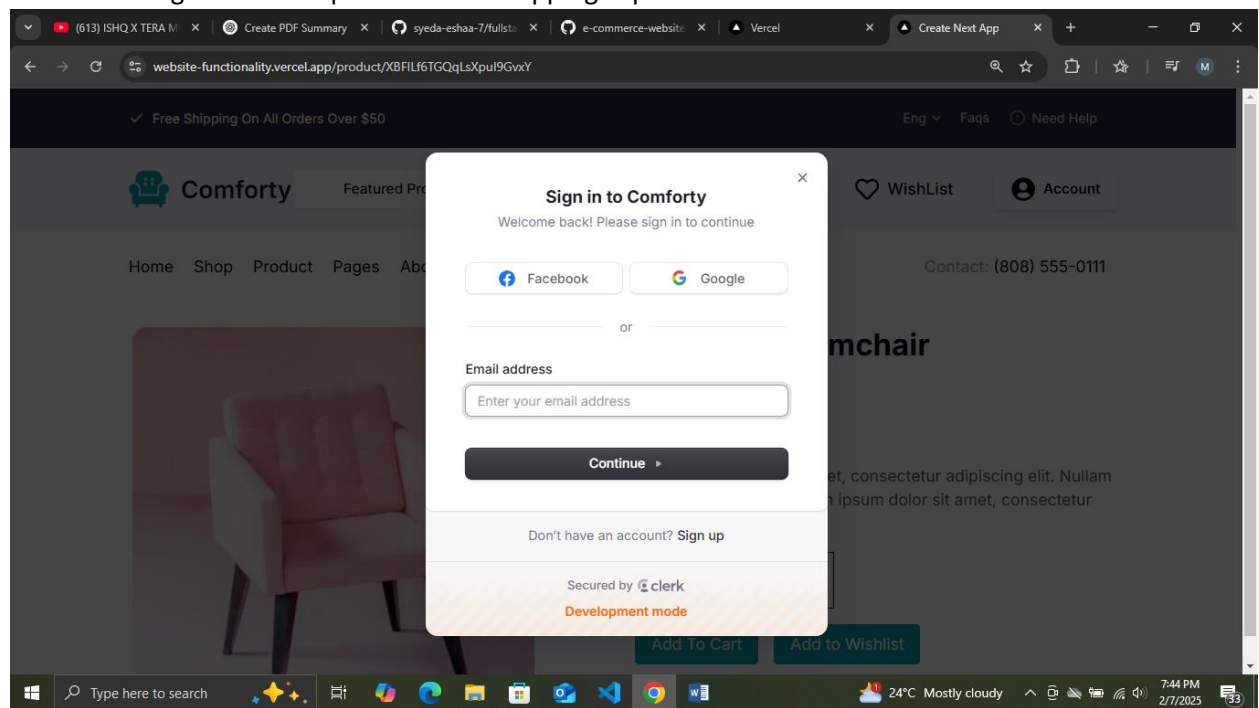 (613) ISHQ X TERA M
Create PDF Summary
syeda-eshaa-7/fullsta
e-commerce-website
Vercel
Create Next App
website-functionality.vercel.app/product/XBFILf6TGQqLsXpul9GvxY
M
Free Shipping On All Orders Over $50
Eng
Faqs
Need Help
Comforty
Featured Pro
WishList
Account
Home Shop Product Pages Abo
Contact: (808) 555-0111
Sign in to Comforty
Welcome back! Please sign in to continue
Facebook
Google
or
Email address
Enter your email address
Continue
Don't have an account? Sign up
Secured by clerk
Development mode
mchair
et, consectetur adipiscing elit. Nullam
ipsum dolor sit amet, consectetur
Add To Cart
Add to Wishlist
Type here to search
24°C Mostly cloudy
7:44 PM
2/7/2025
33